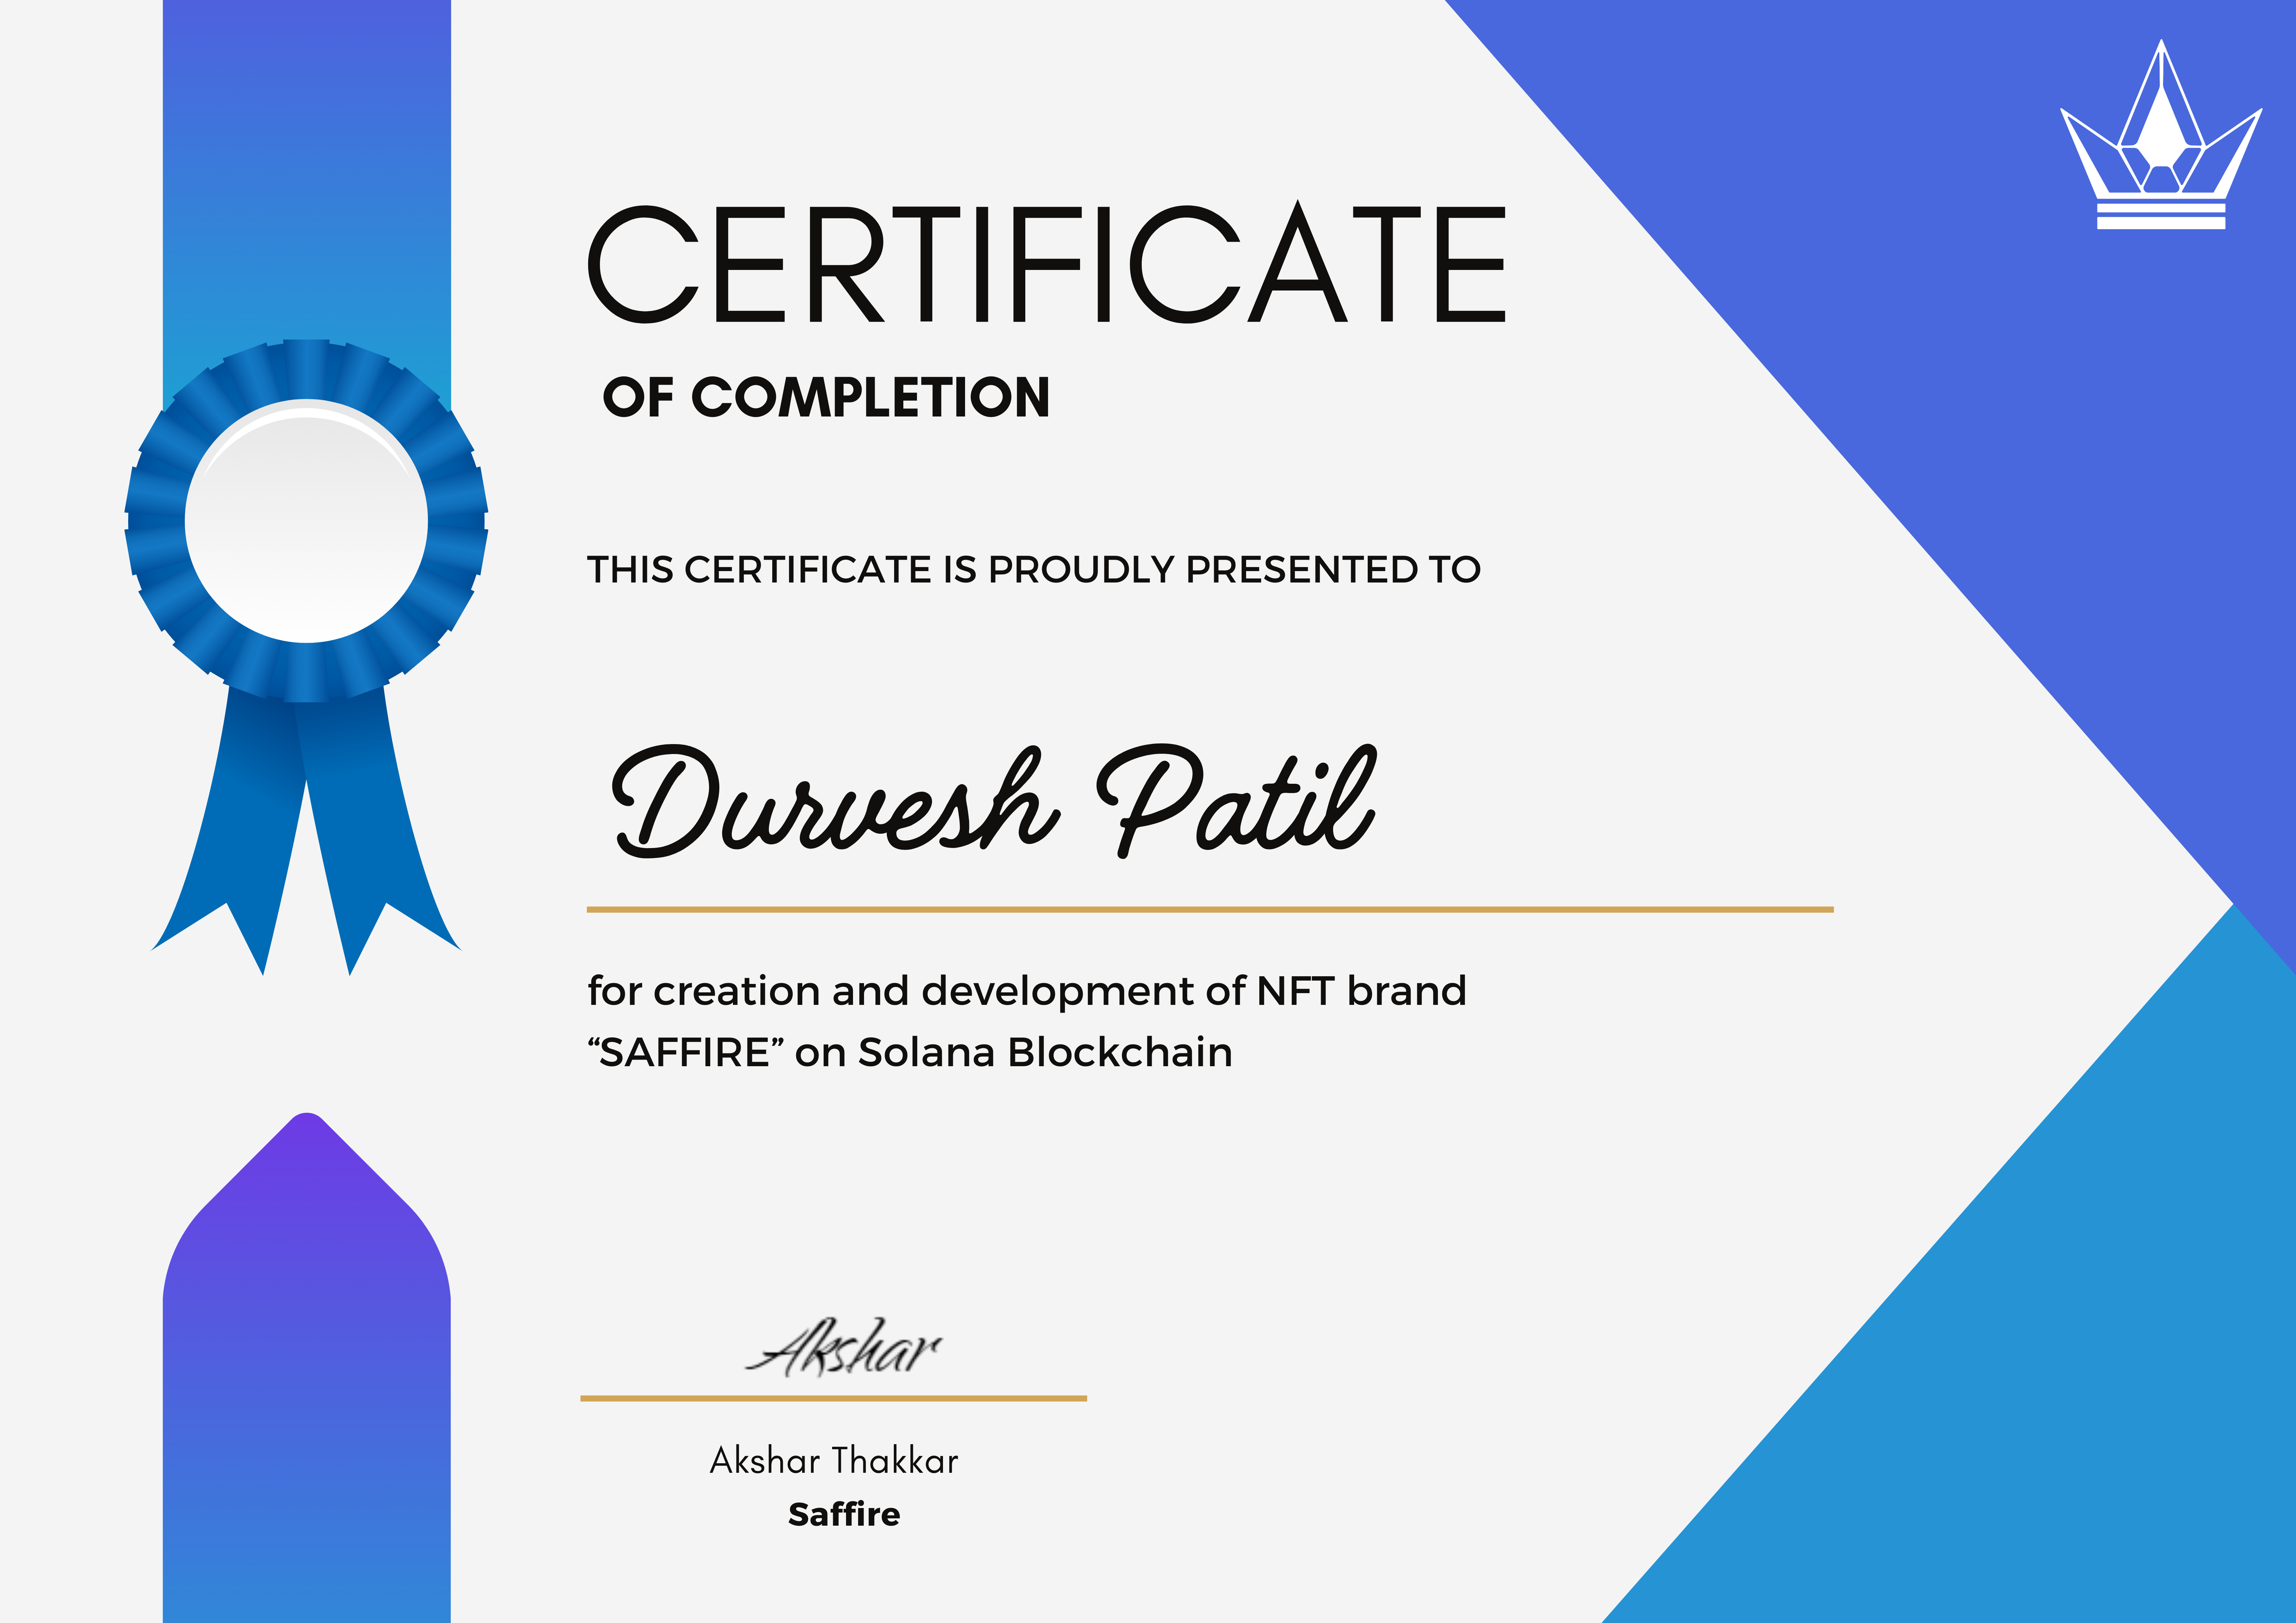 CERTIFICATE
OF COMPLETION
THIS CERTIFICATE IS PROUDLY PRESENTED TO
Durvesh Patil
for creation and development of NFT brand
“SAFFIRE” on Solana Blockchain
Akshar
Akshar Thakkar
Saffire